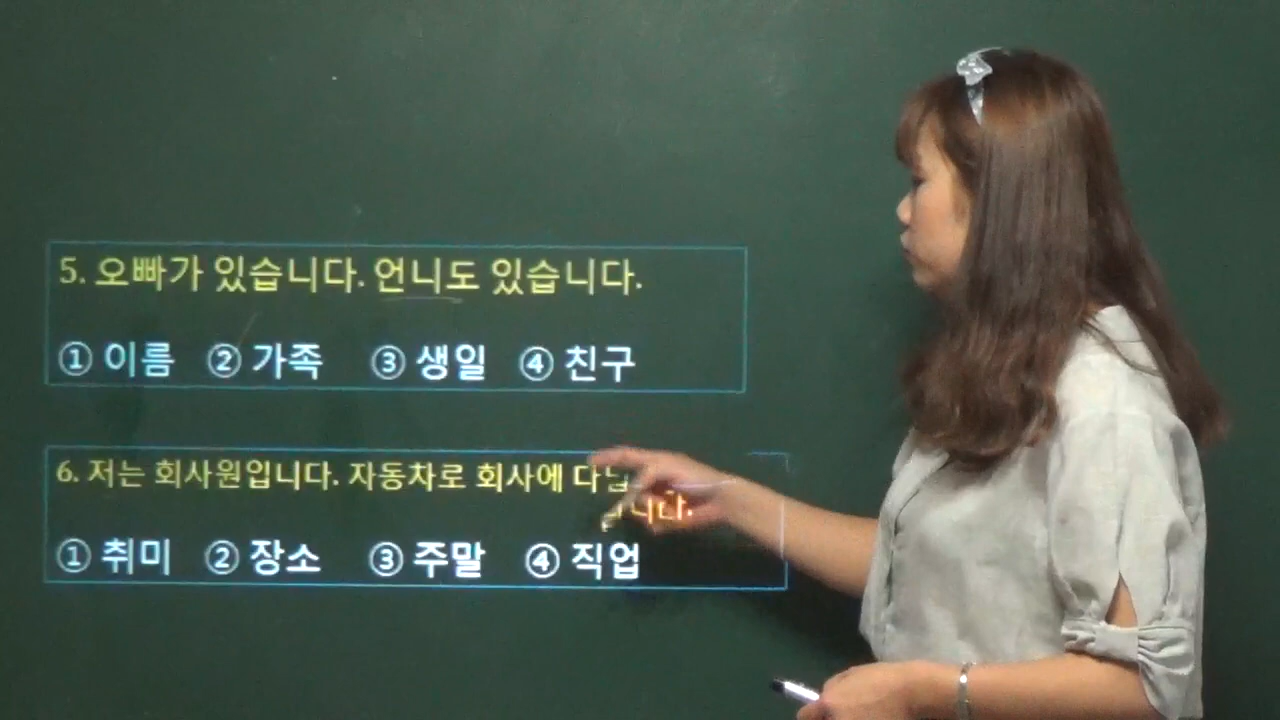 5. 오빠가 있습니다. 언니도 있습니다.
① 이름 ② 가족 ③ 생일 ④ 친구
6. 저는 회사원입니다. 자동차로 회사에
① 취미 ② 장소 ③ 주말 ④ 직업